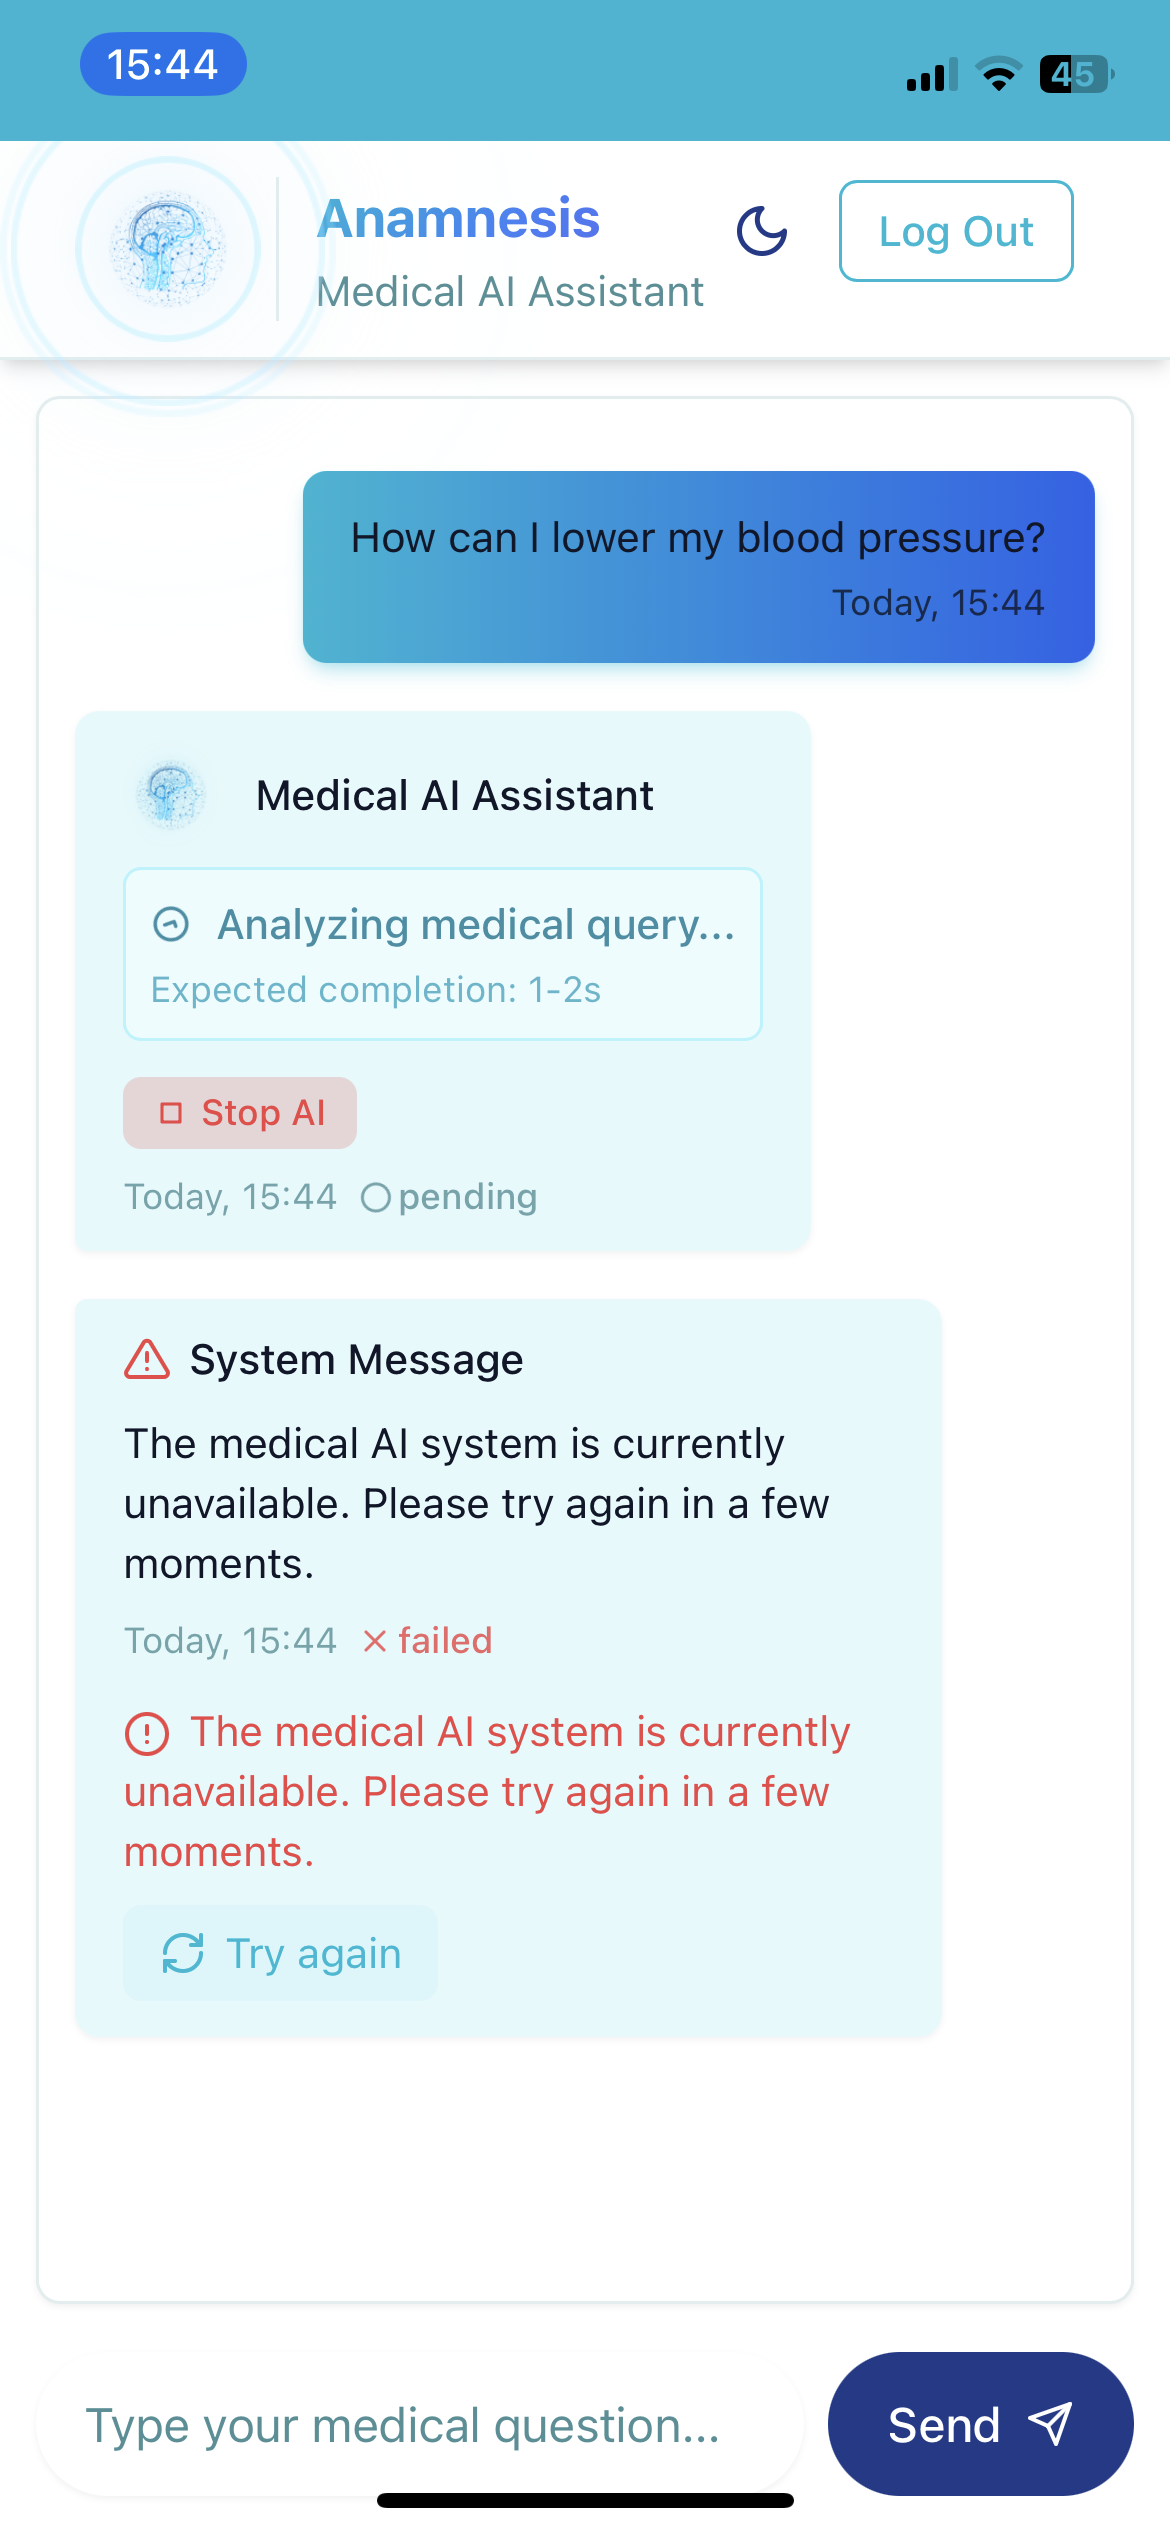 15:44
45
Anamnesis
Medical AI Assistant
Log Out
How can I lower my blood pressure?
Today, 15:44
Medical AI Assistant
Analyzing medical query...
Expected completion: 1-2s
Stop AI
Today, 15:44 pending
System Message
The medical AI system is currently
unavailable. Please try again in a few
moments.
Today, 15:44 failed
The medical AI system is currently
unavailable. Please try again in a few
moments.
Try again
Type your medical question...
Send